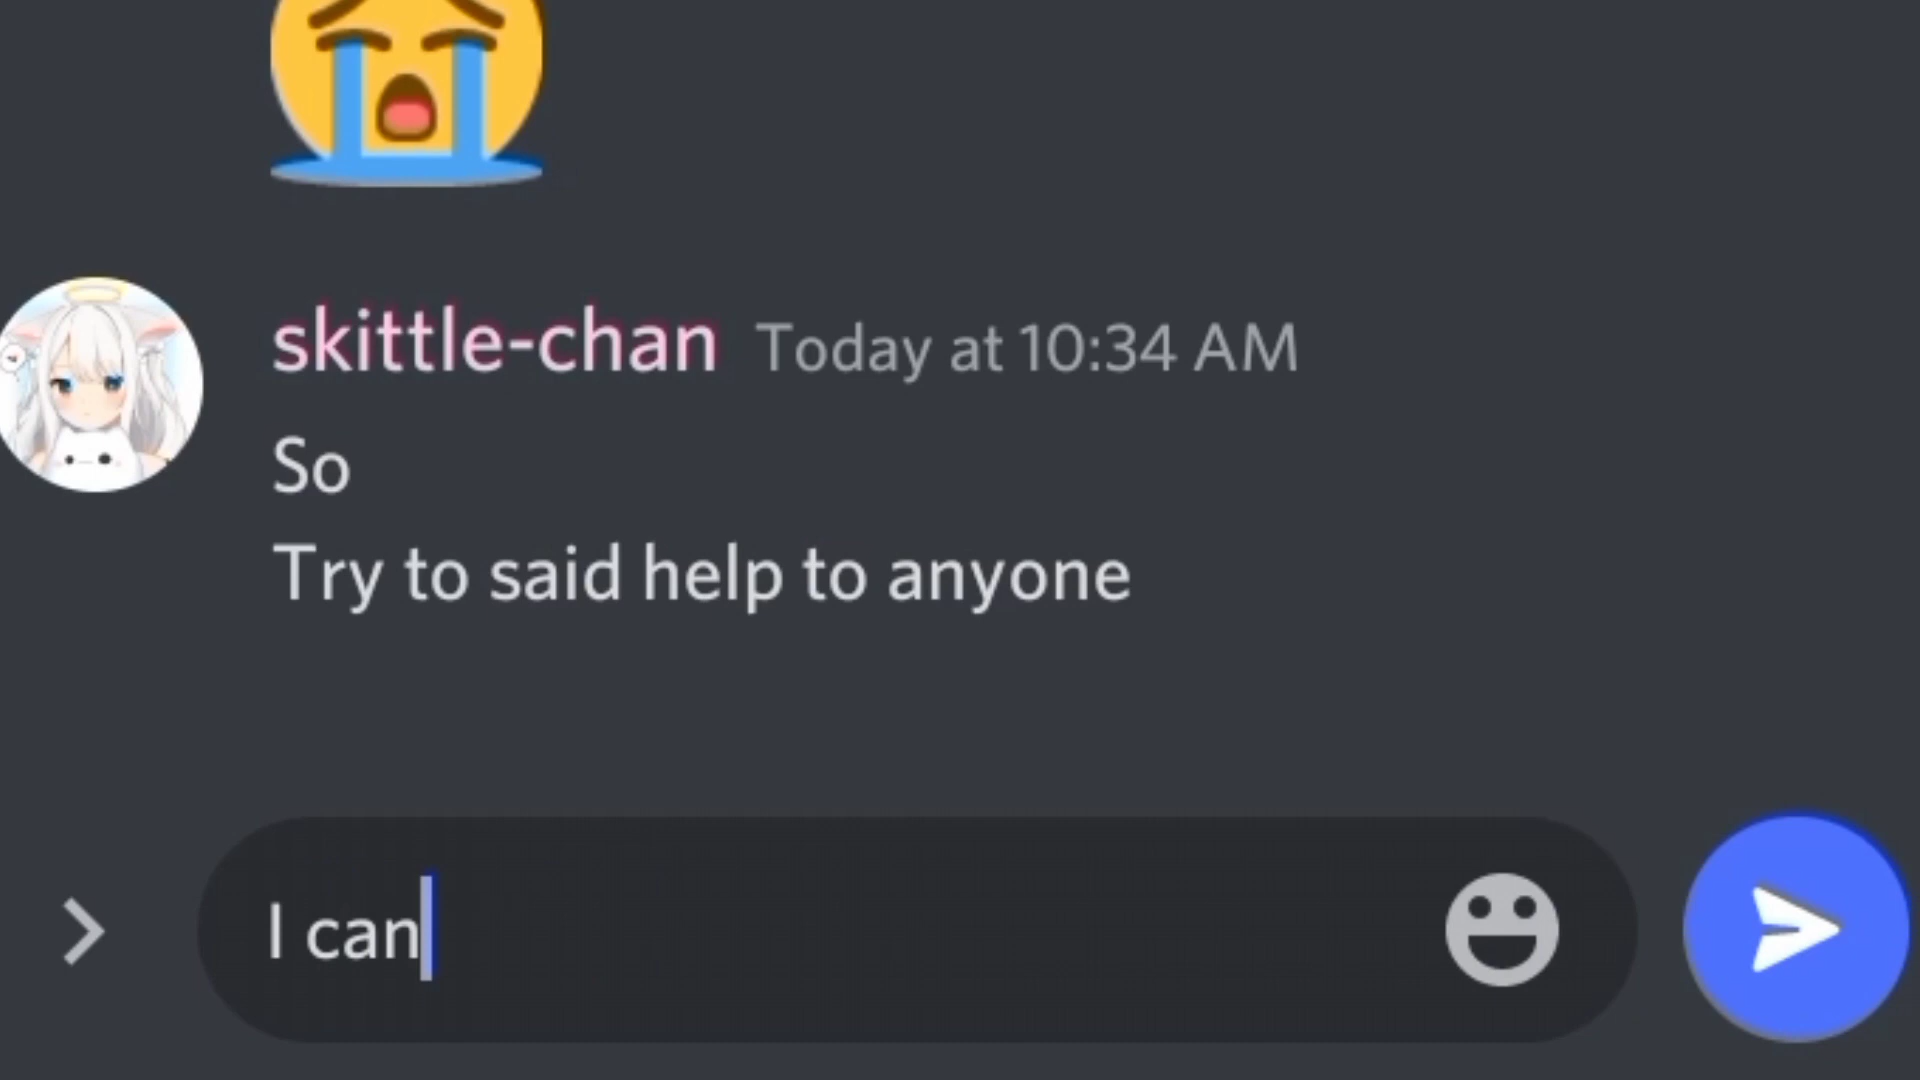 skittle-chan Today at 10:34 AM
So
Try to said help to anyone
I can